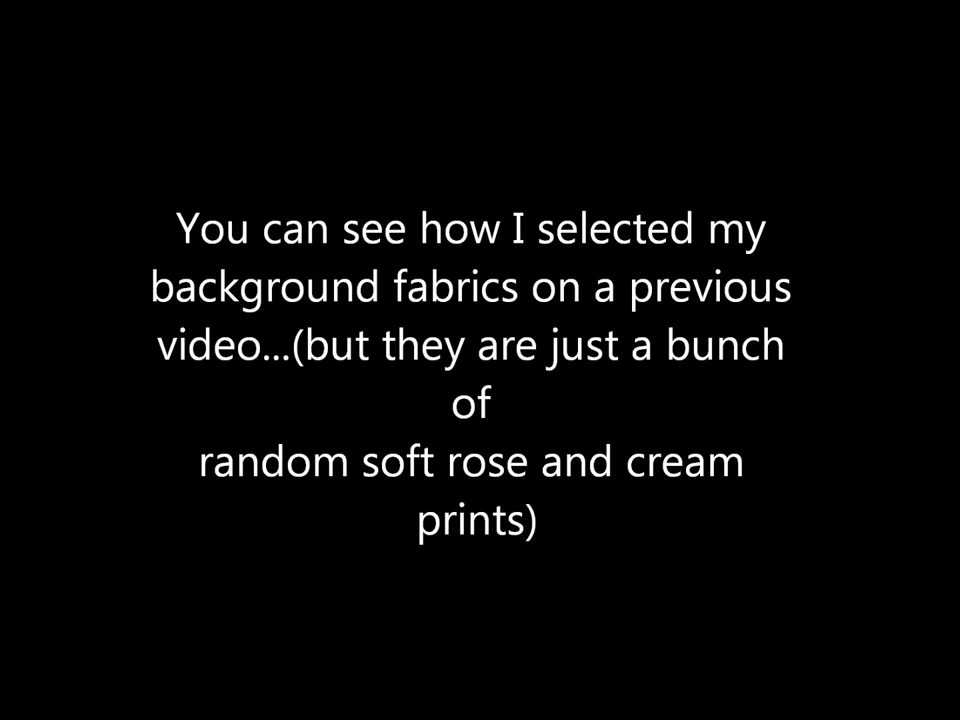 You can see how I selected my
background fabrics on a previous
video...(but they are just a bunch
of
random soft rose and cream
prints)